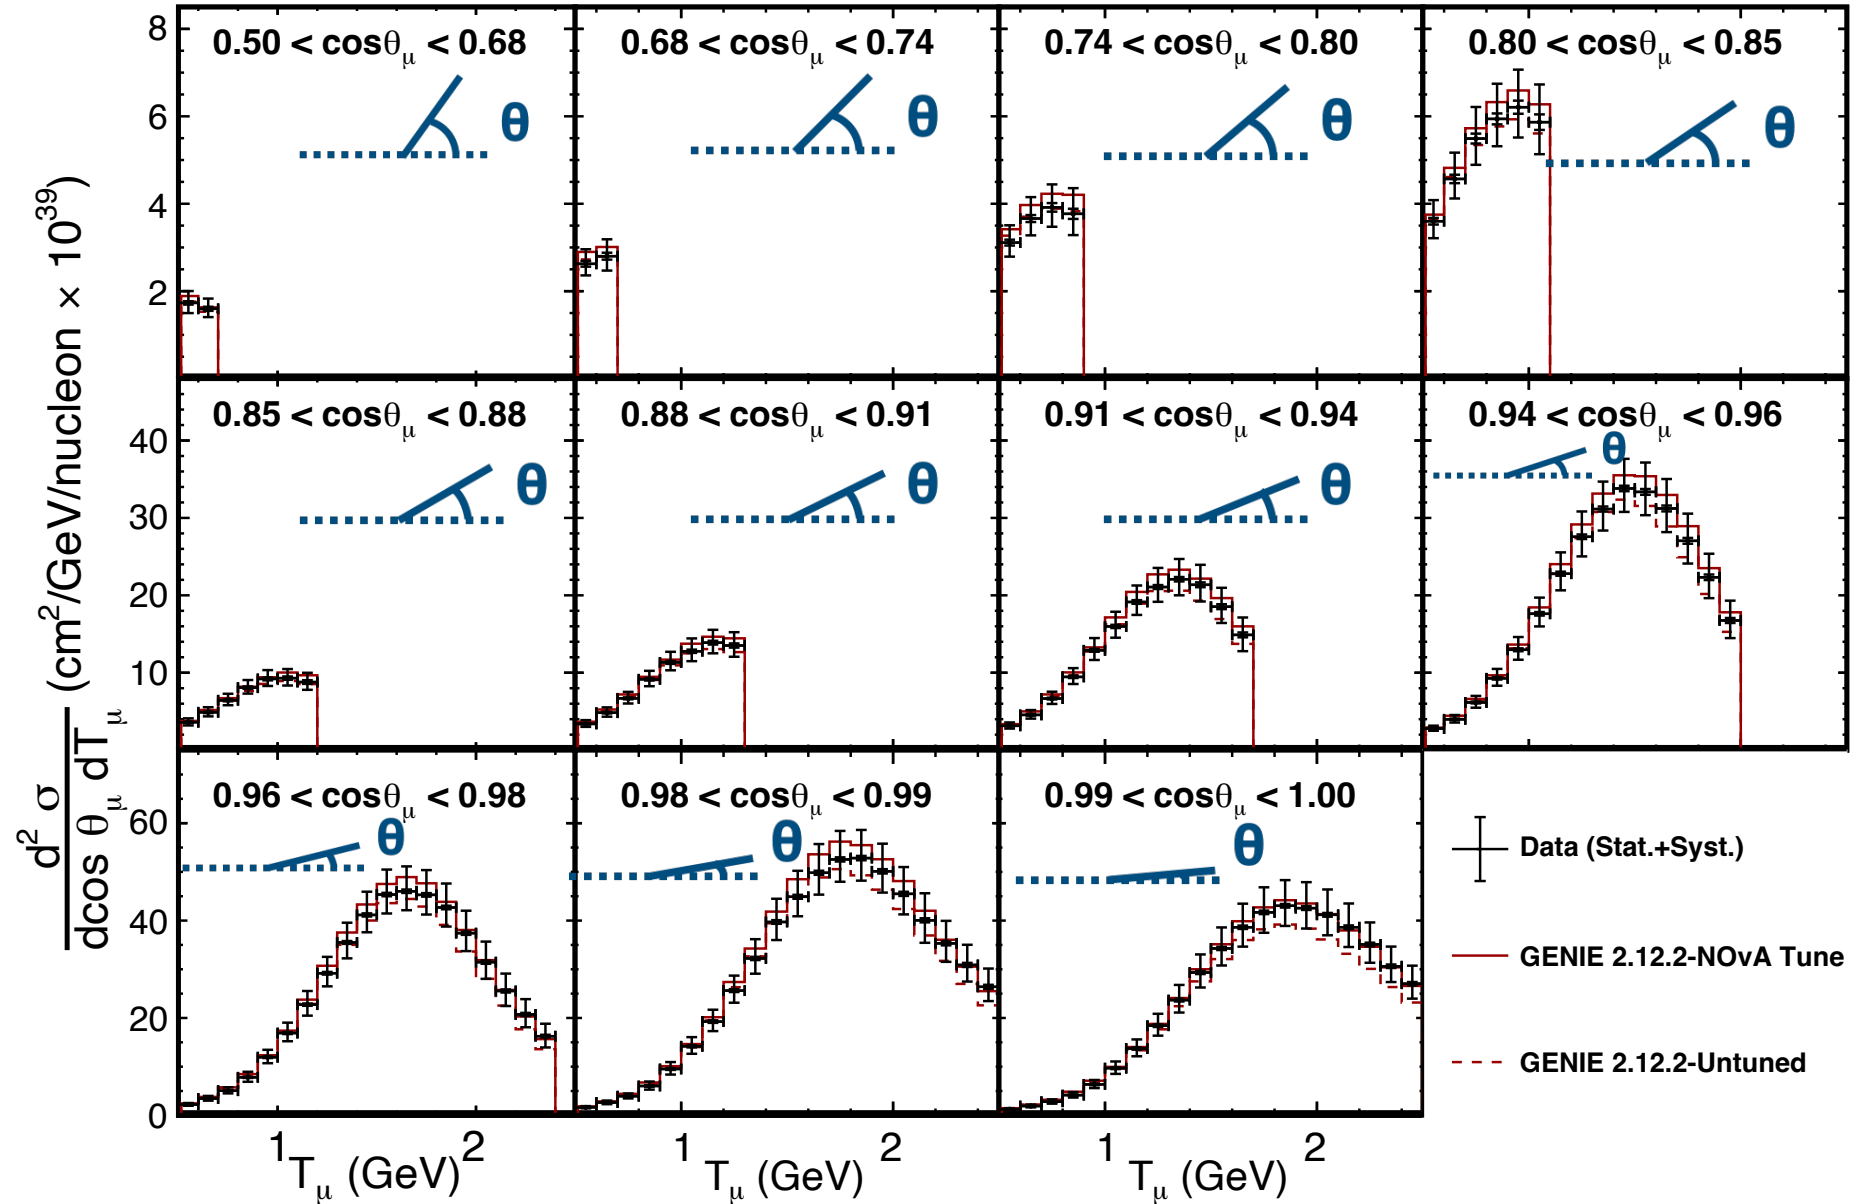 d² σ
dcos θμ dTμ
(cm²/GeV/nucleon × 10³⁹)
8
6
4
2
0.50 < cosθμ < 0.68
θ
0.68 < cosθμ < 0.74
θ
0.74 < cosθμ < 0.80
θ
0.80 < cosθμ < 0.85
θ
40
30
20
10
0.85 < cosθμ < 0.88
θ
0.88 < cosθμ < 0.91
θ
0.91 < cosθμ < 0.94
θ
0.94 < cosθμ < 0.96
θ
60
40
20
0
0.96 < cosθμ < 0.98
θ
0.98 < cosθμ < 0.99
θ
0.99 < cosθμ < 1.00
θ
Data (Stat.+Syst.)
GENIE 2.12.2-NOvA Tune
GENIE 2.12.2-Untuned
1 2
1 2
1 2
Tμ (GeV)
Tμ (GeV)
Tμ (GeV)